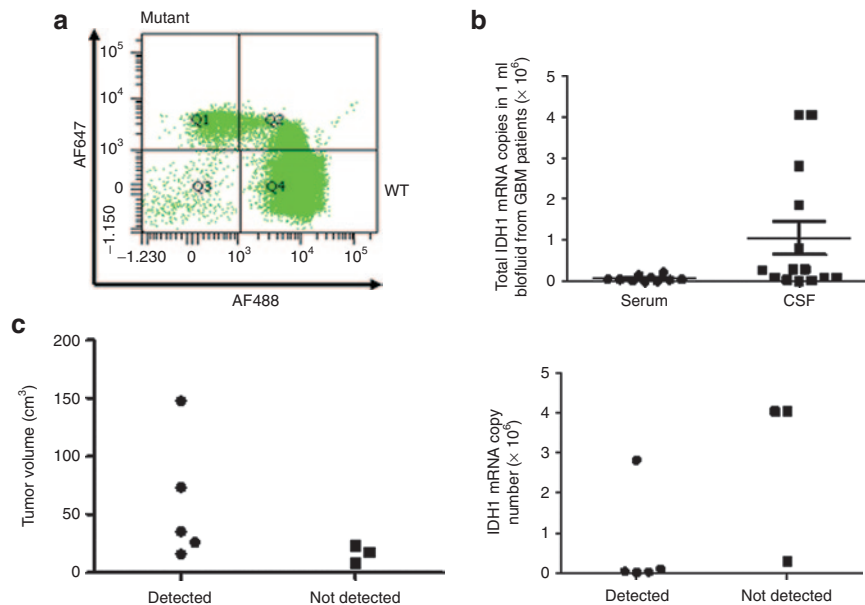 a
Mutant
10^5
10^4
10^3
0
−1.150
AF647
Q1
Q2
Q3
Q4
WT
−1.230
0
10^3
10^4
10^5
AF488
b
Total IDH1 mRNA copies in 1 ml
biofluid from GBM patients (× 10^6)
5
4
3
2
1
0
Serum
CSF
c
Tumor volume (cm^3)
200
150
100
50
0
Detected
Not detected
IDH1 mRNA copy
number (× 10^6)
5
4
3
2
1
0
Detected
Not detected